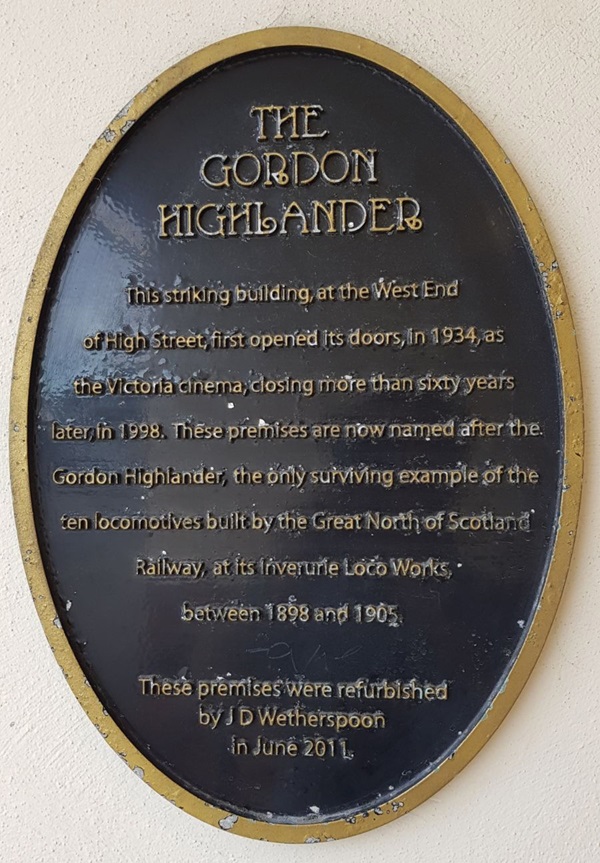 THE
GORDON
HIGHLANDER
This striking building, at the West End
of High Street, first opened its doors, in 1934, as
the Victoria cinema, closing more than sixty years
later, in 1998. These premises are now named after the
Gordon Highlander, the only surviving example of the
ten locomotives built by the Great North of Scotland
Railway, at its Inverurie Loco Works,
between 1898 and 1905.
These premises were refurbished
by J D Wetherspoon
in June 2011.